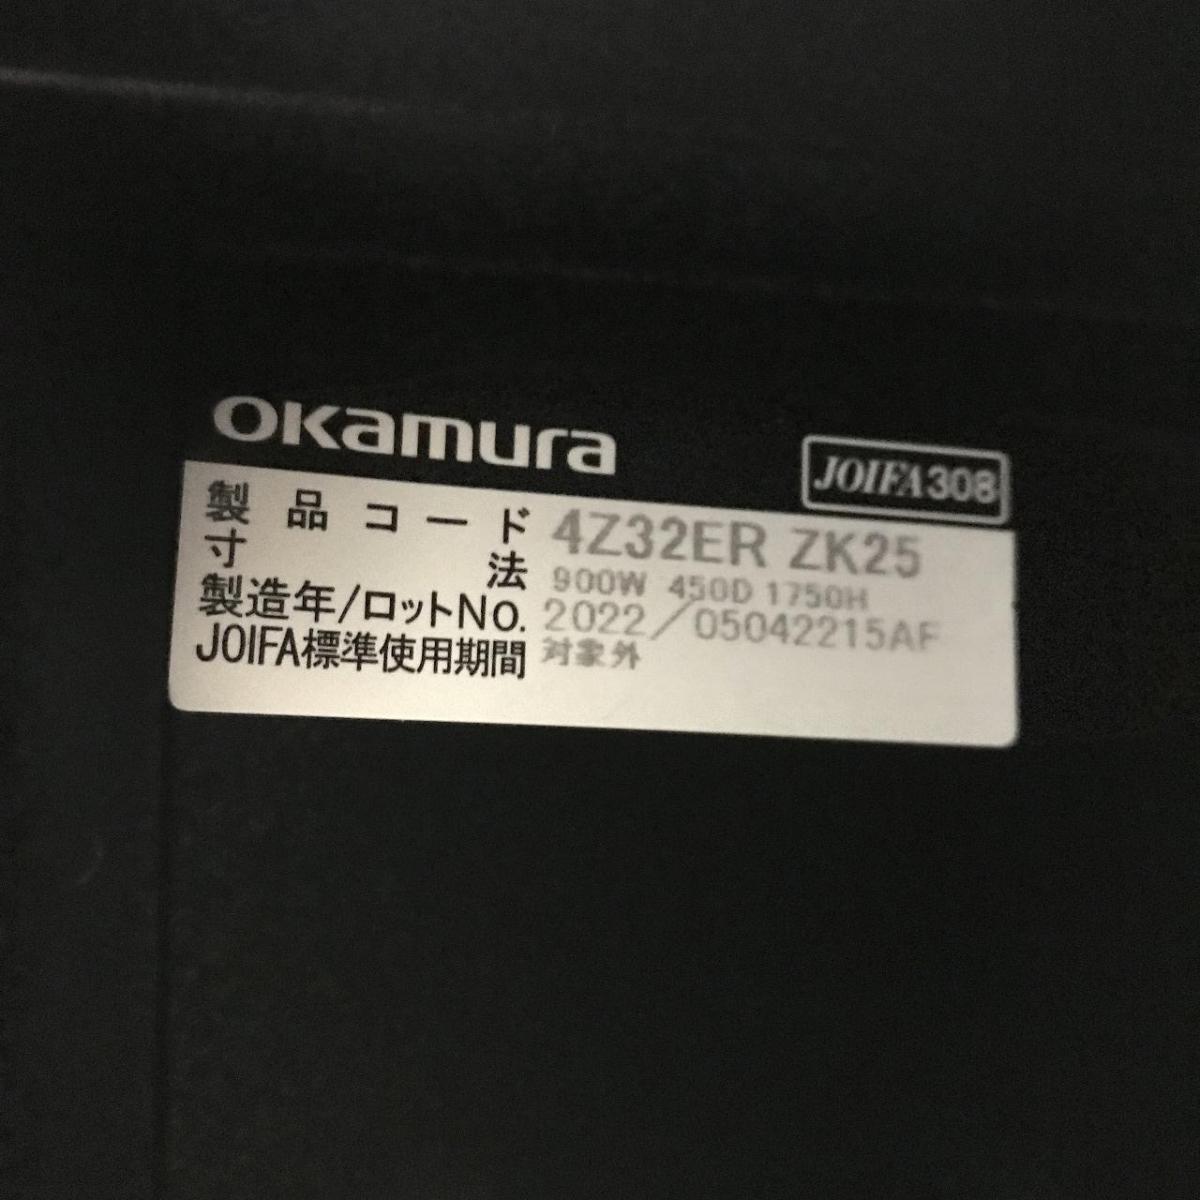 OKamura
JOIFA308
製品コード 4Z32ER ZK25
寸法 900W 450D 1750H
製造年/ロットNo. 2022/05042215AF
JOIFA標準使用期間 対象外